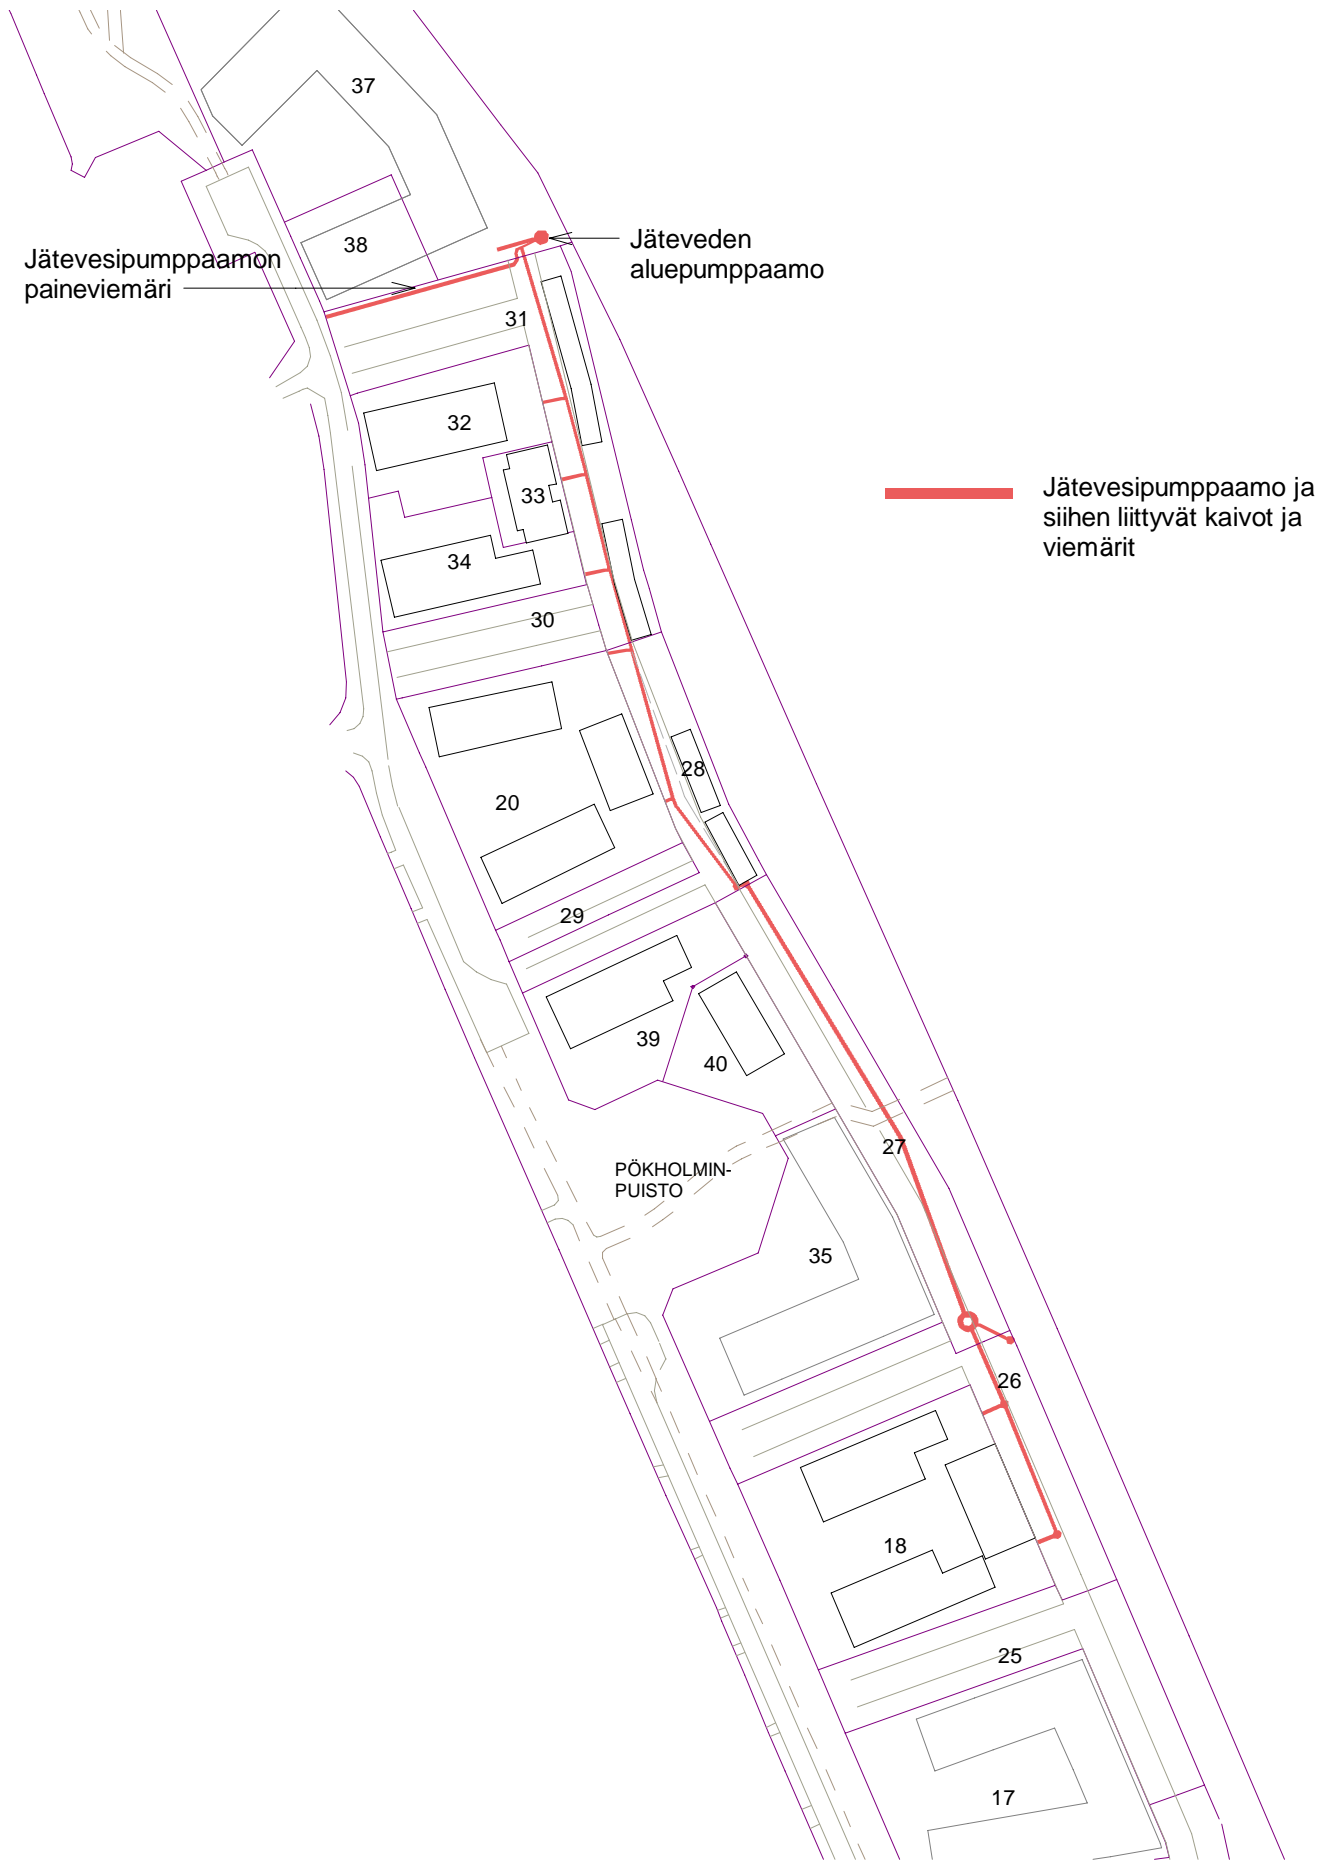 37
38
Jätevesipumppaamon
paineviemäri
Jäteveden
aluepumppaamo
31
32
33
34
30
Jätevesipumppaamo ja
siihen liittyvät kaivot ja
viemärit
28
20
29
39
40
27
PÖKHOLMIN-
PUISTO
35
26
18
25
17